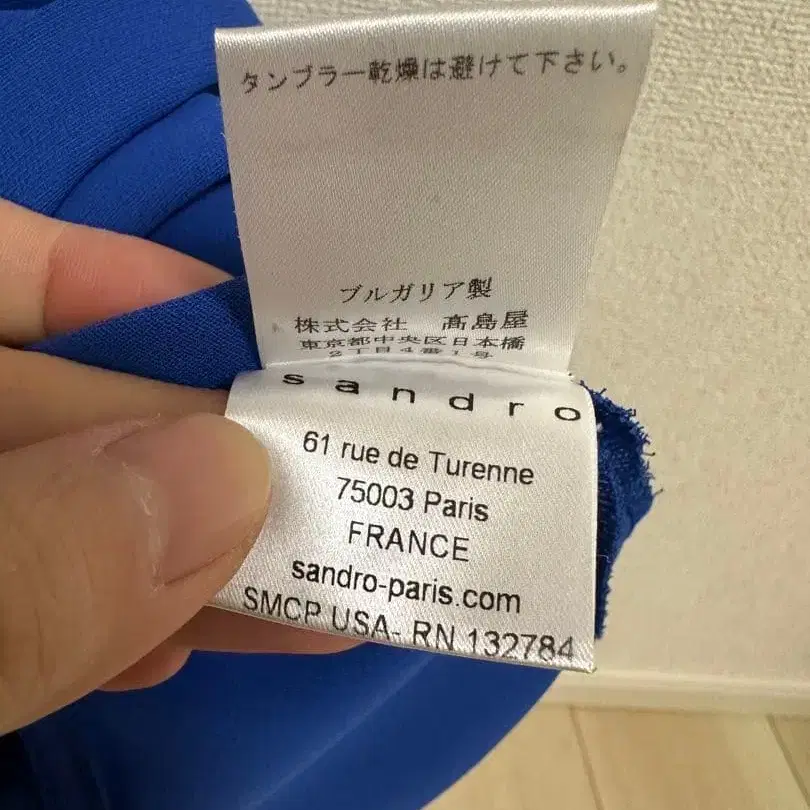 タンブラー乾燥は避けて下さい。
ブルガリア製
株式会社 髙島屋
東京都中央区日本橋
2丁目4番1号
sandro
61 rue de Turenne
75003 Paris
FRANCE
sandro-paris.com
SMCP USA- RN 132784